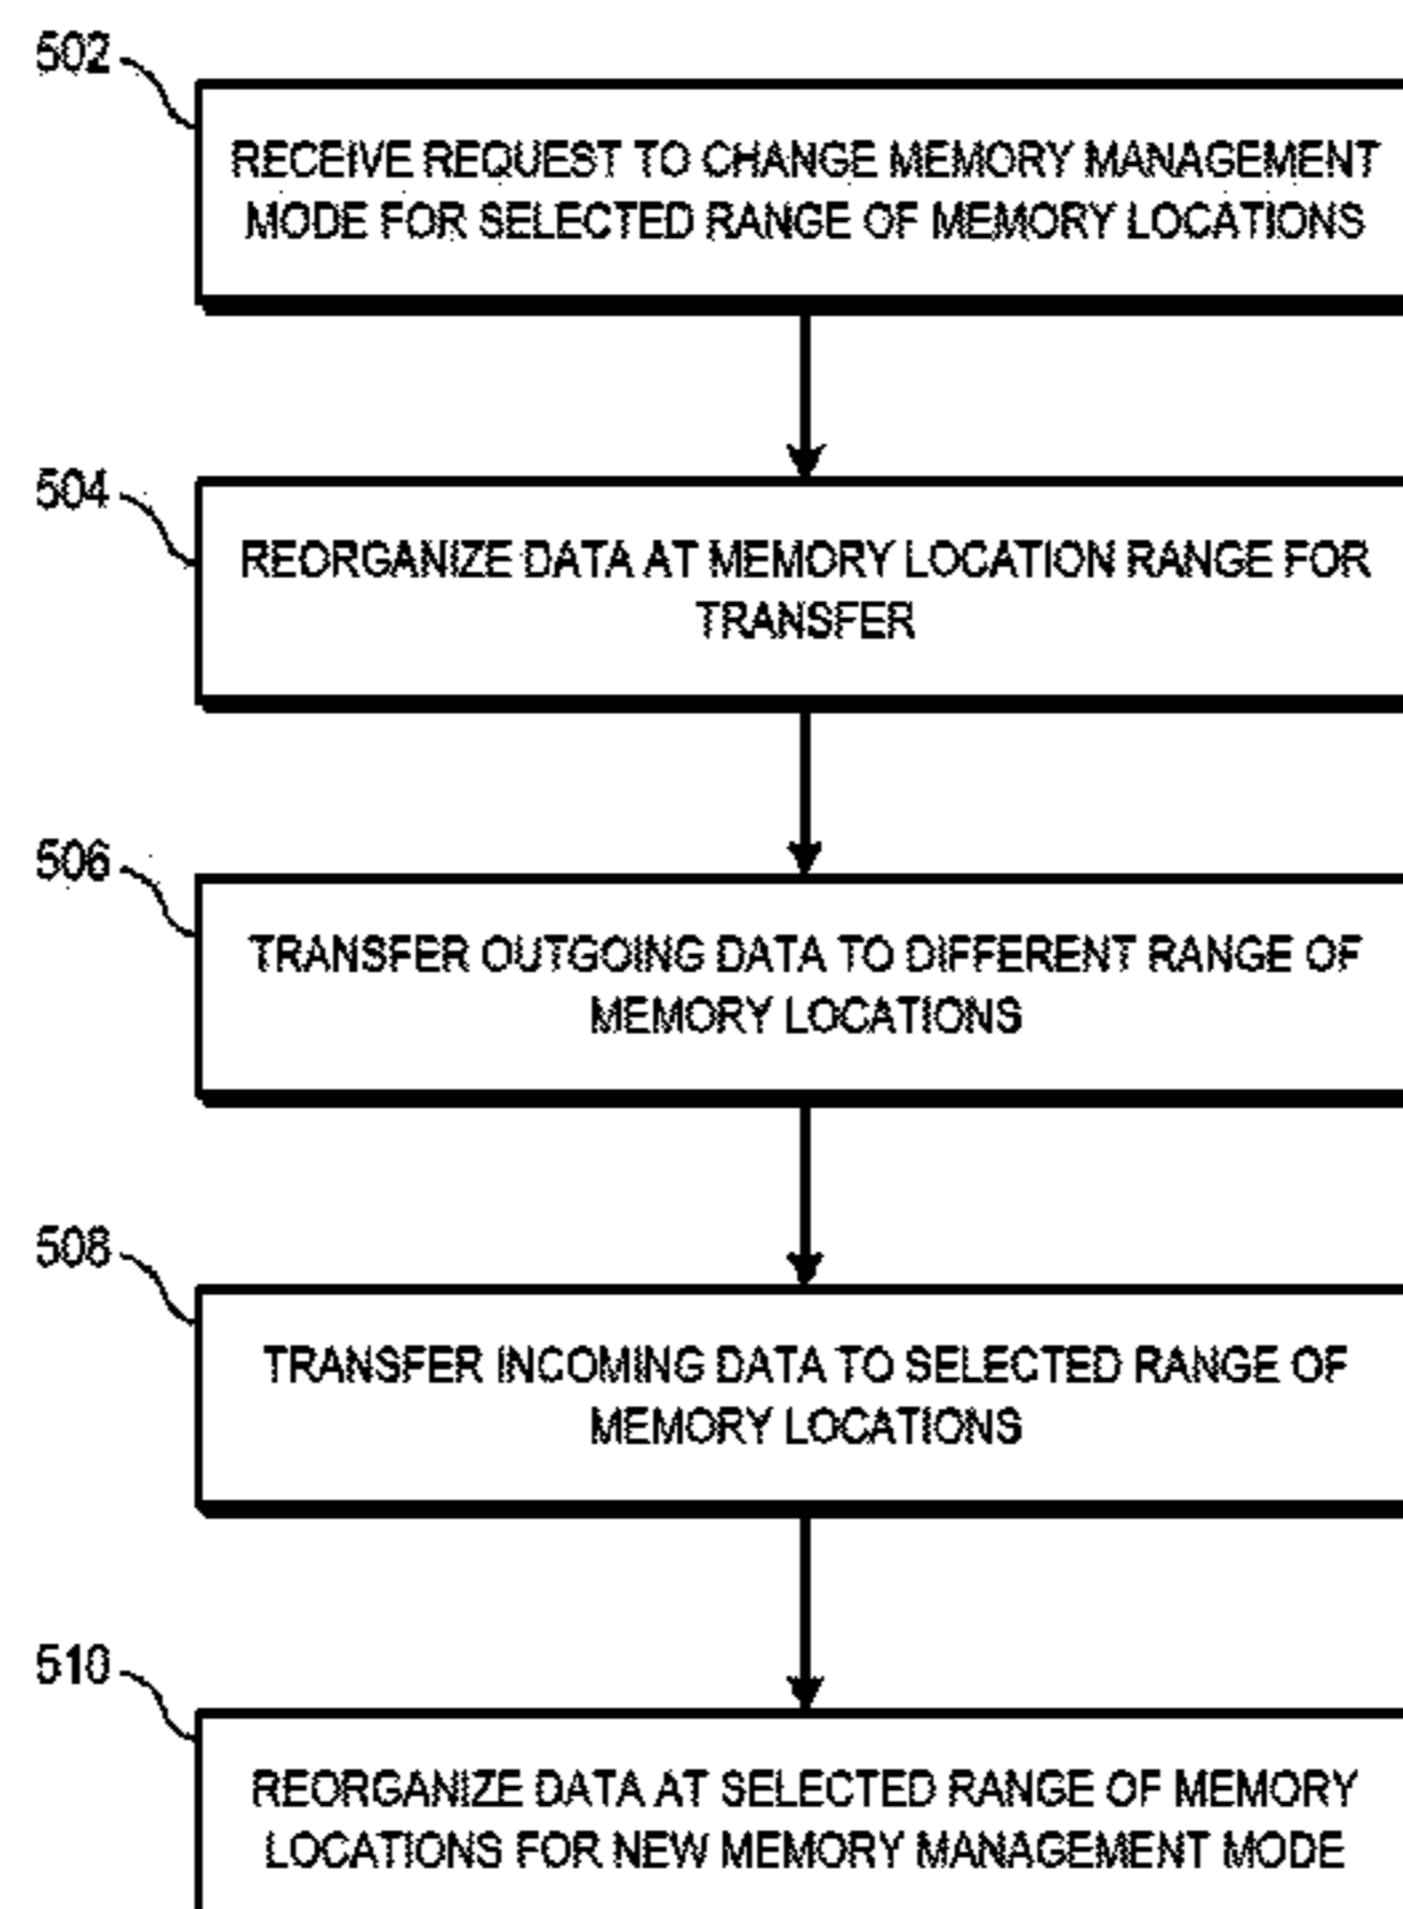 502
RECEIVE REQUEST TO CHANGE MEMORY MANAGEMENT
MODE FOR SELECTED RANGE OF MEMORY LOCATIONS
504
REORGANIZE DATA AT MEMORY LOCATION RANGE FOR
TRANSFER
506
TRANSFER OUTGOING DATA TO DIFFERENT RANGE OF
MEMORY LOCATIONS
508
TRANSFER INCOMING DATA TO SELECTED RANGE OF
MEMORY LOCATIONS
510
REORGANIZE DATA AT SELECTED RANGE OF MEMORY
LOCATIONS FOR NEW MEMORY MANAGEMENT MODE